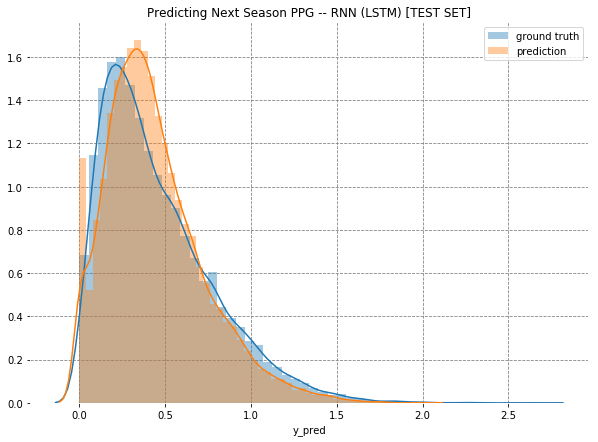 Predicting Next Season PPG -- RNN (LSTM) [TEST SET]
ground truth
prediction
1.6
1.4
1.2
1.0
0.8
0.6
0.4
0.2
0.0
0.0 0.5 1.0 1.5 2.0 2.5
y_pred